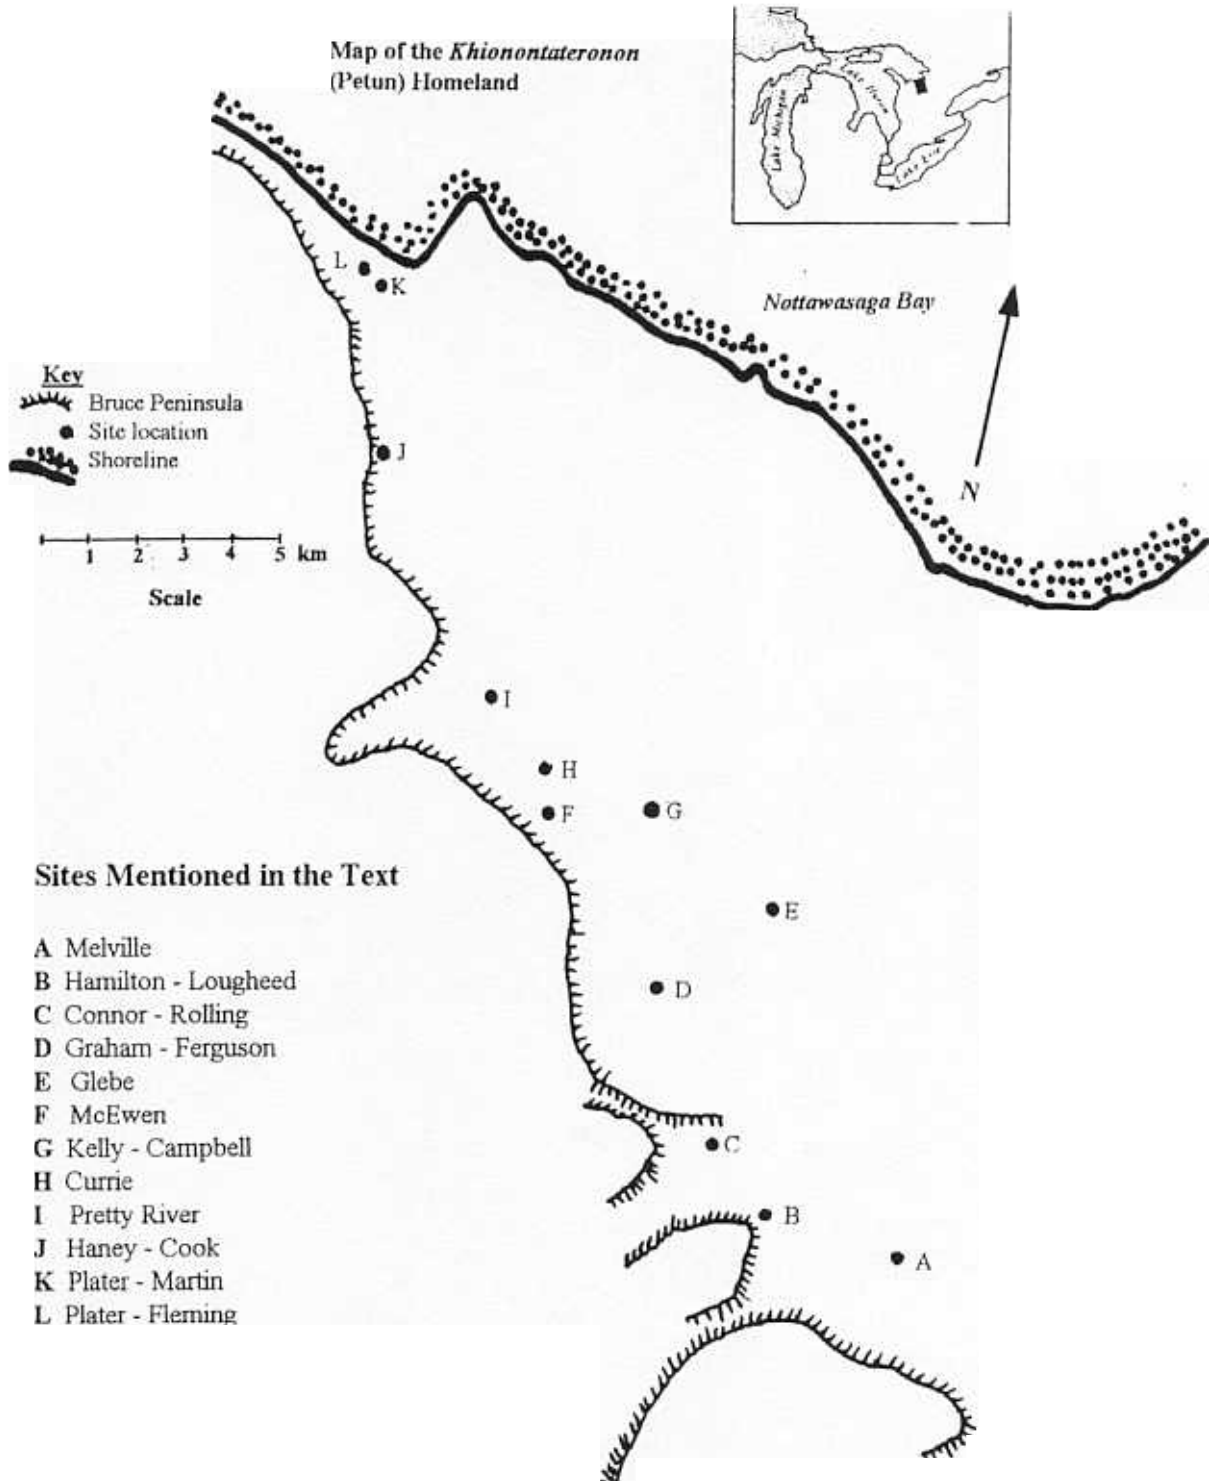 Map of the Khionontateronon
(Petun) Homeland
Lake Michigan
Lake Huron
Lake Erie
Nottawasaga Bay
N
L
K
J
I
H
F
G
E
D
C
B
A
Key
Bruce Peninsula
Site location
Shoreline
1 2 3 4 5 km
Scale
Sites Mentioned in the Text
A Melville
B Hamilton - Lougheed
C Connor - Rolling
D Graham - Ferguson
E Glebe
F McEwen
G Kelly - Campbell
H Currie
I Pretty River
J Haney - Cook
K Plater - Martin
L Plater - Fleming